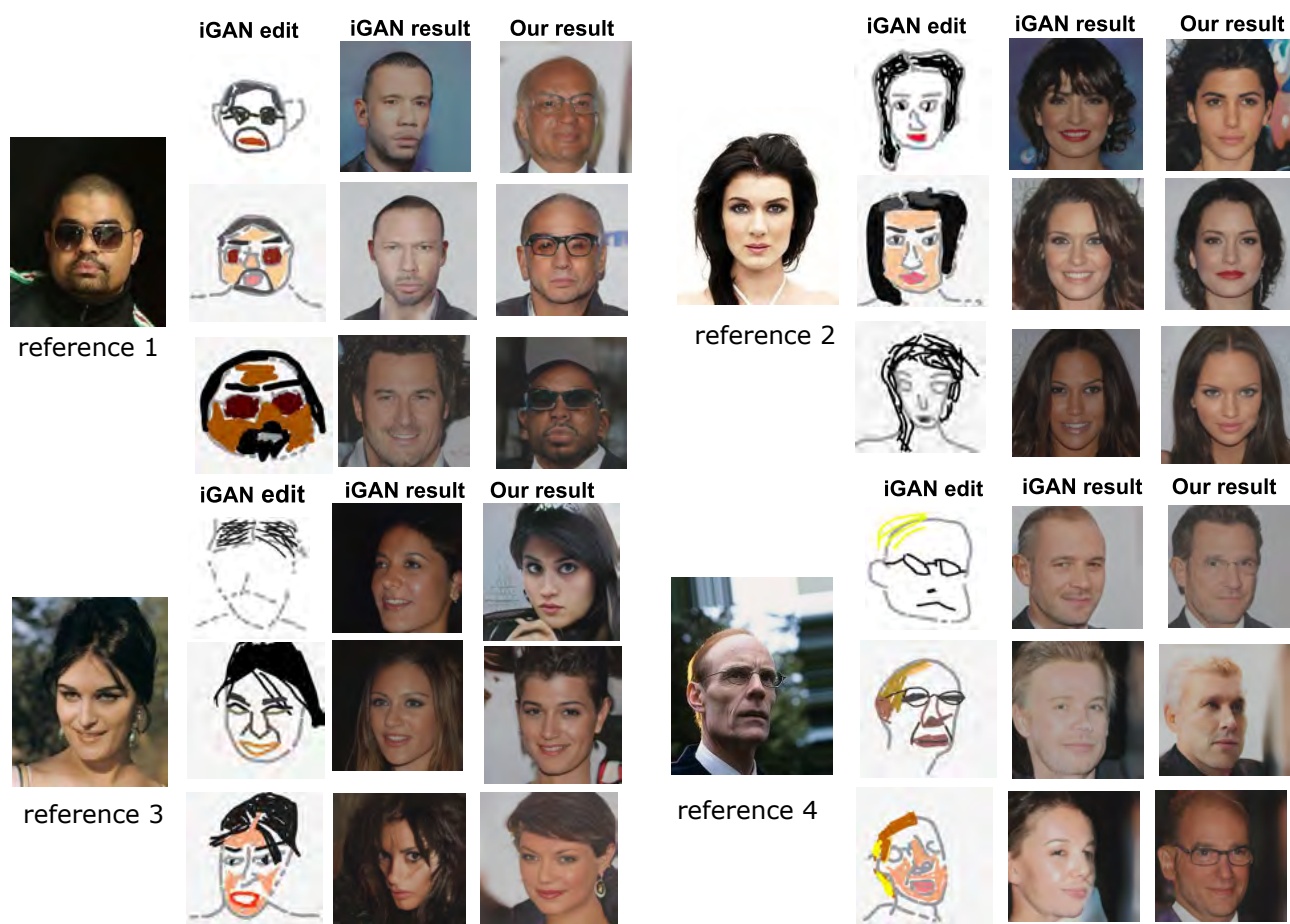 iGAN edit iGAN result Our result
iGAN edit iGAN result Our result
reference 1
reference 2
iGAN edit iGAN result Our result
iGAN edit iGAN result Our result
reference 3
reference 4